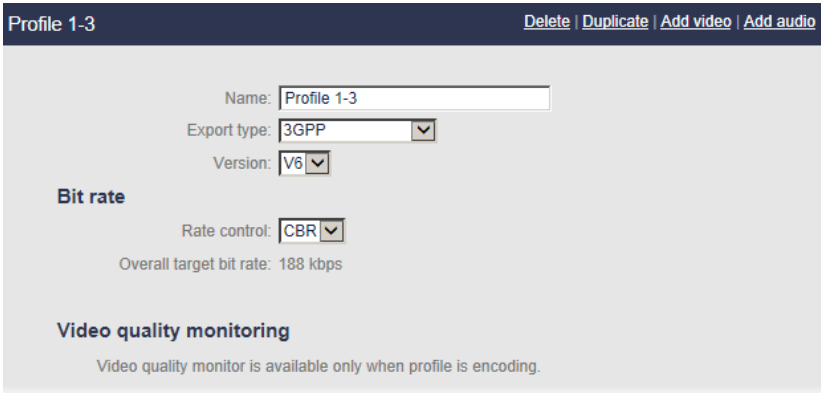 Profile 1-3 Delete | Duplicate | Add video | Add audio
Name: Profile 1-3
Export type: 3GPP
Version: V6
Bit rate
Rate control: CBR
Overall target bit rate: 188 kbps
Video quality monitoring
Video quality monitor is available only when profile is encoding.